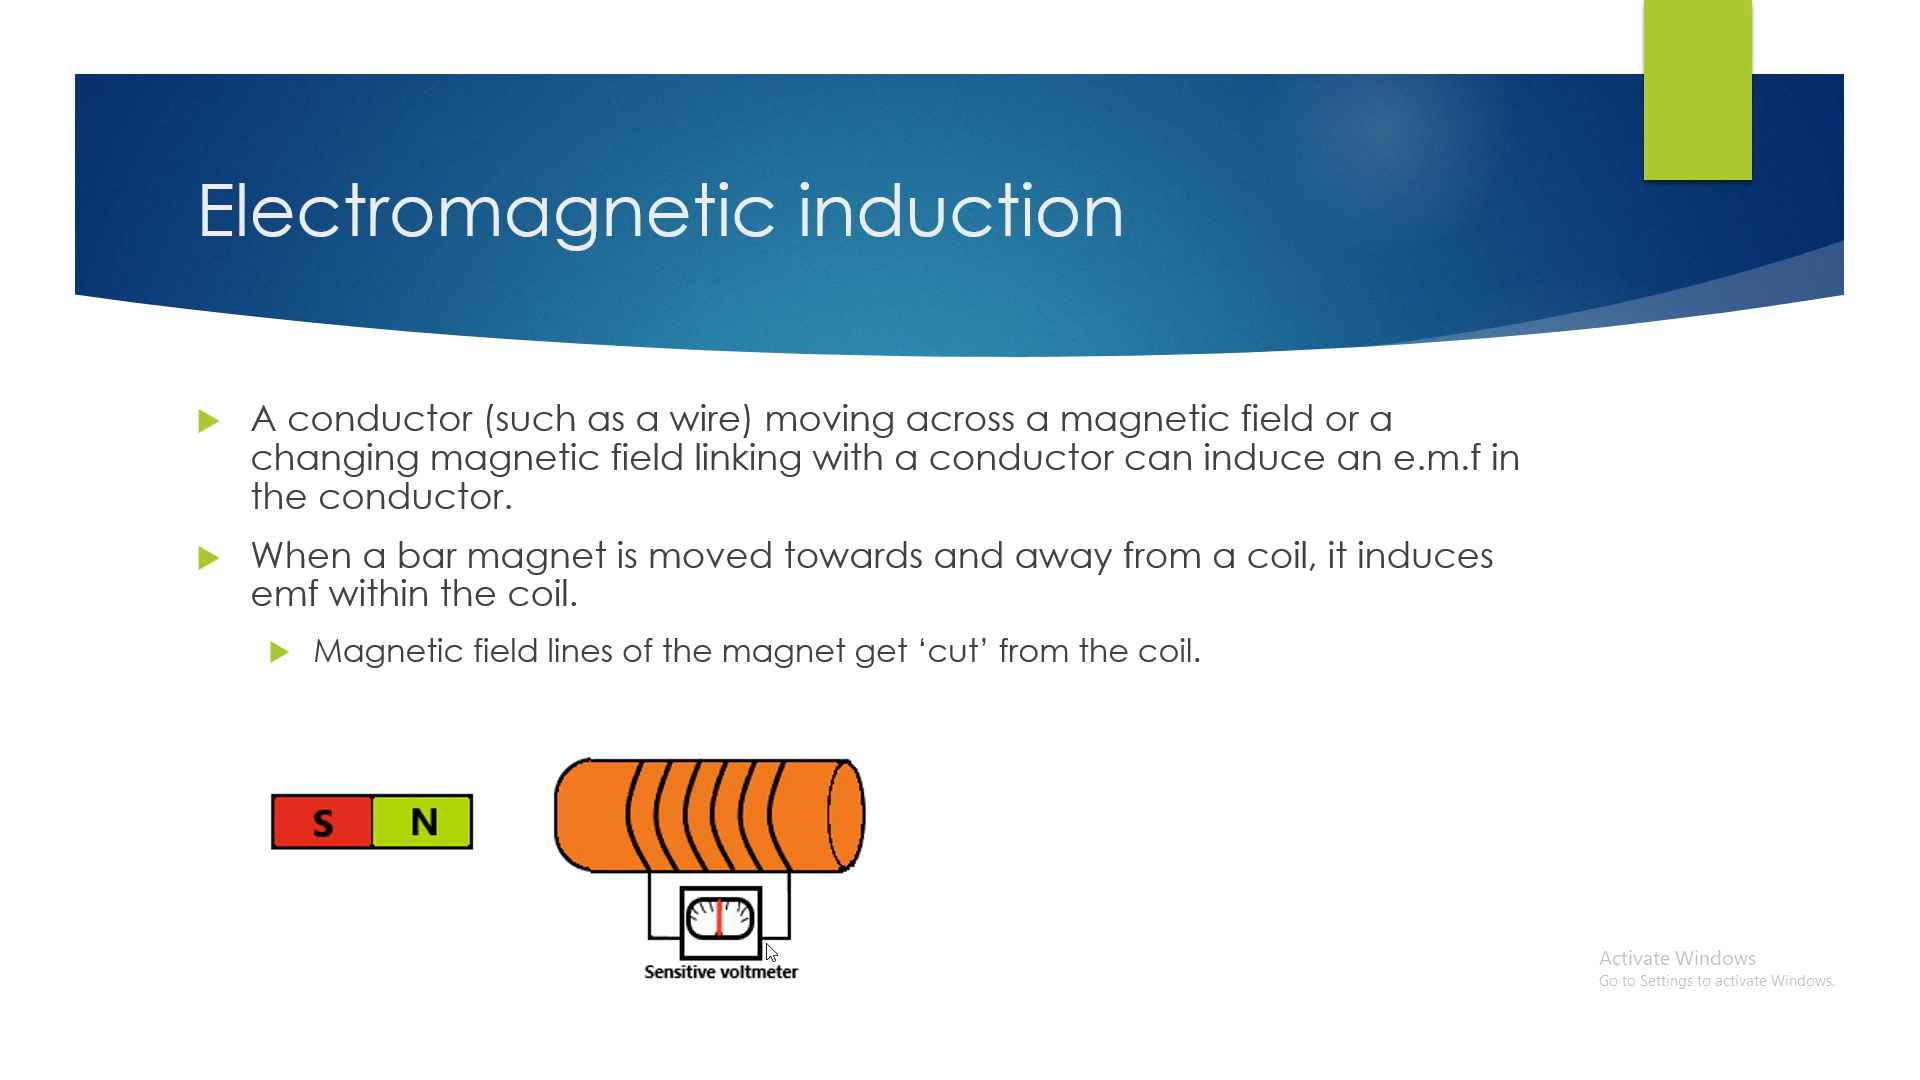 Electromagnetic induction
A conductor (such as a wire) moving across a magnetic field or a
changing magnetic field linking with a conductor can induce an e.m.f in
the conductor.
When a bar magnet is moved towards and away from a coil, it induces
emf within the coil.
Magnetic field lines of the magnet get ‘cut’ from the coil.
S N
Sensitive voltmeter
Activate Windows
Go to Settings to activate Windows.